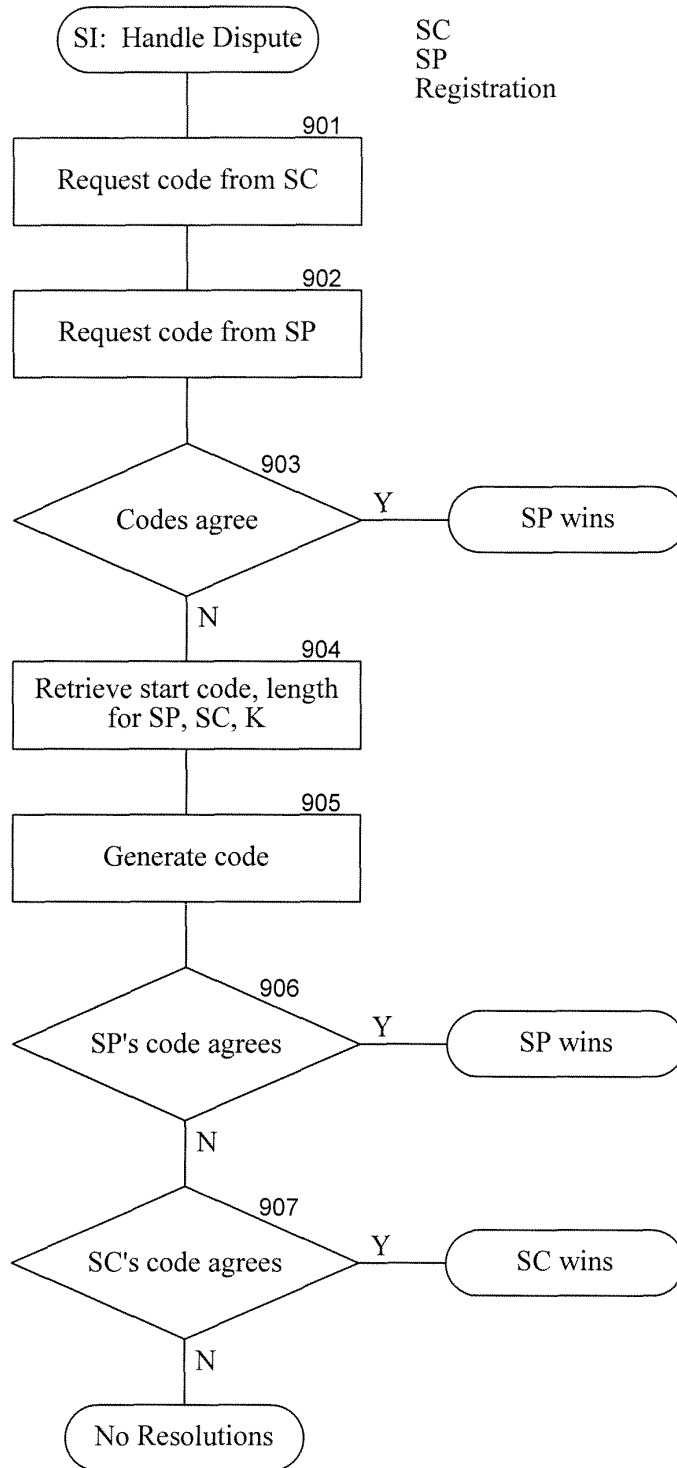 SI: Handle Dispute
SC
SP
Registration
901
Request code from SC
902
Request code from SP
903
Codes agree
Y
SP wins
N
904
Retrieve start code, length
for SP, SC, K
905
Generate code
906
SP's code agrees
Y
SP wins
N
907
SC's code agrees
Y
SC wins
N
No Resolutions